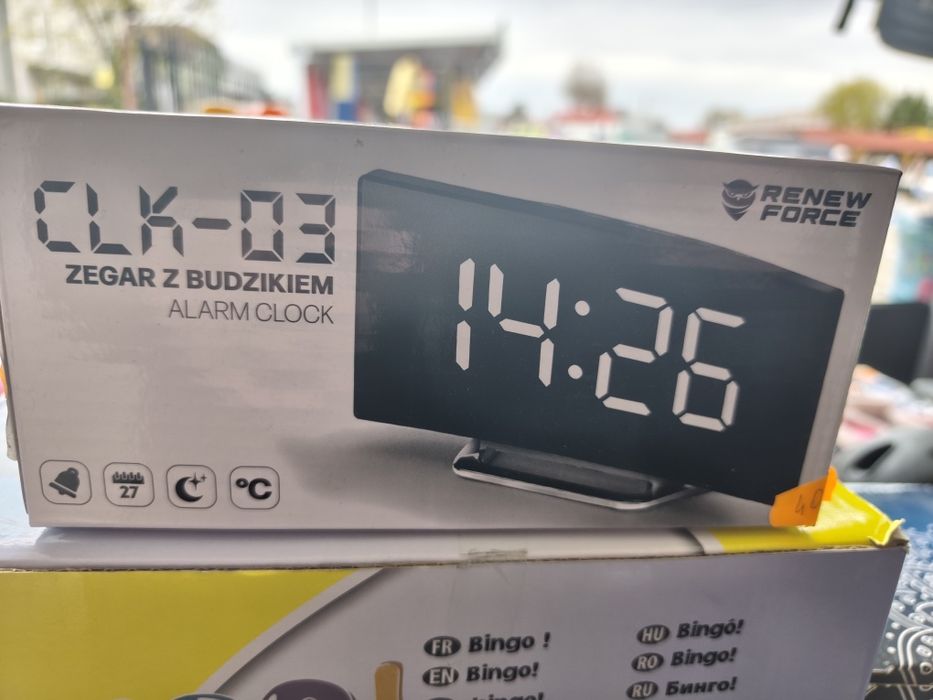 CLK-03
ZEGAR Z BUDZIKIEM
ALARM CLOCK
RENEW
FORCE
14:26
27
°C
40
FR Bingo !
EN Bingo!
HU Bingó!
RO Bingo!
RU Бинго!